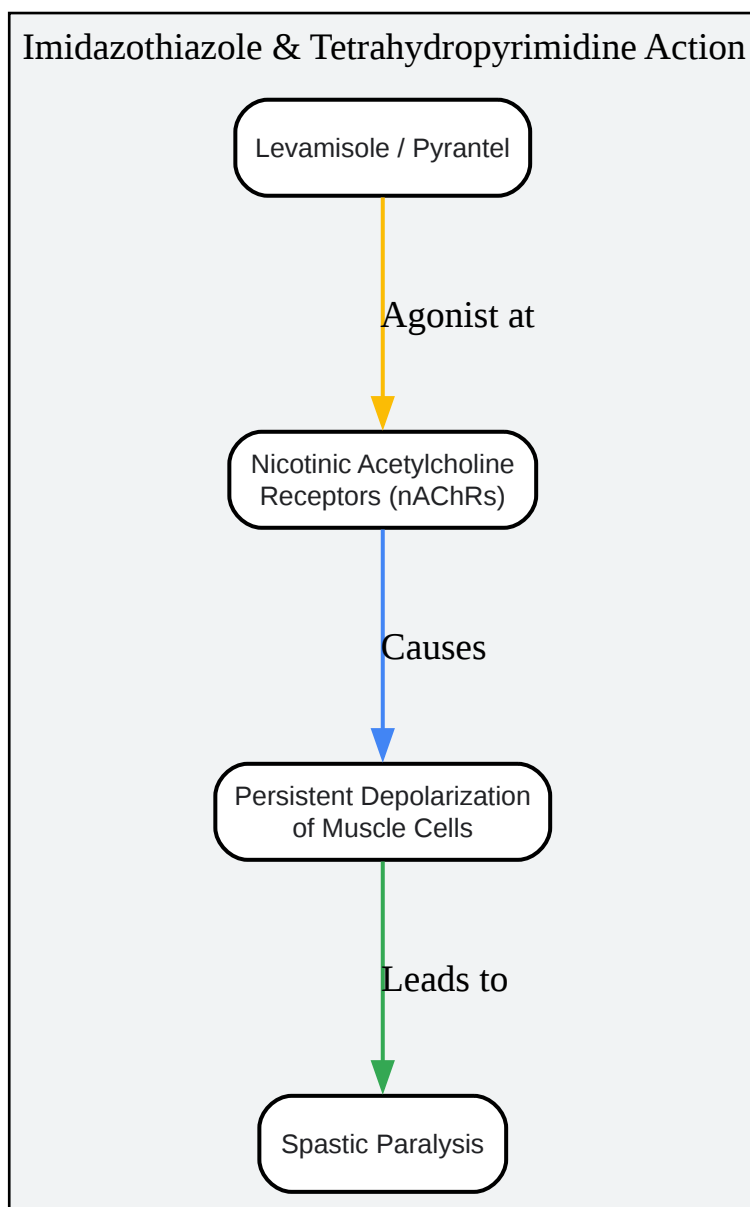 Imidazothiazole & Tetrahydropyrimidine Action
Levamisole / Pyrantel
Agonist at
Nicotinic Acetylcholine
Receptors (nAChRs)
Causes
Persistent Depolarization
of Muscle Cells
Leads to
Spastic Paralysis